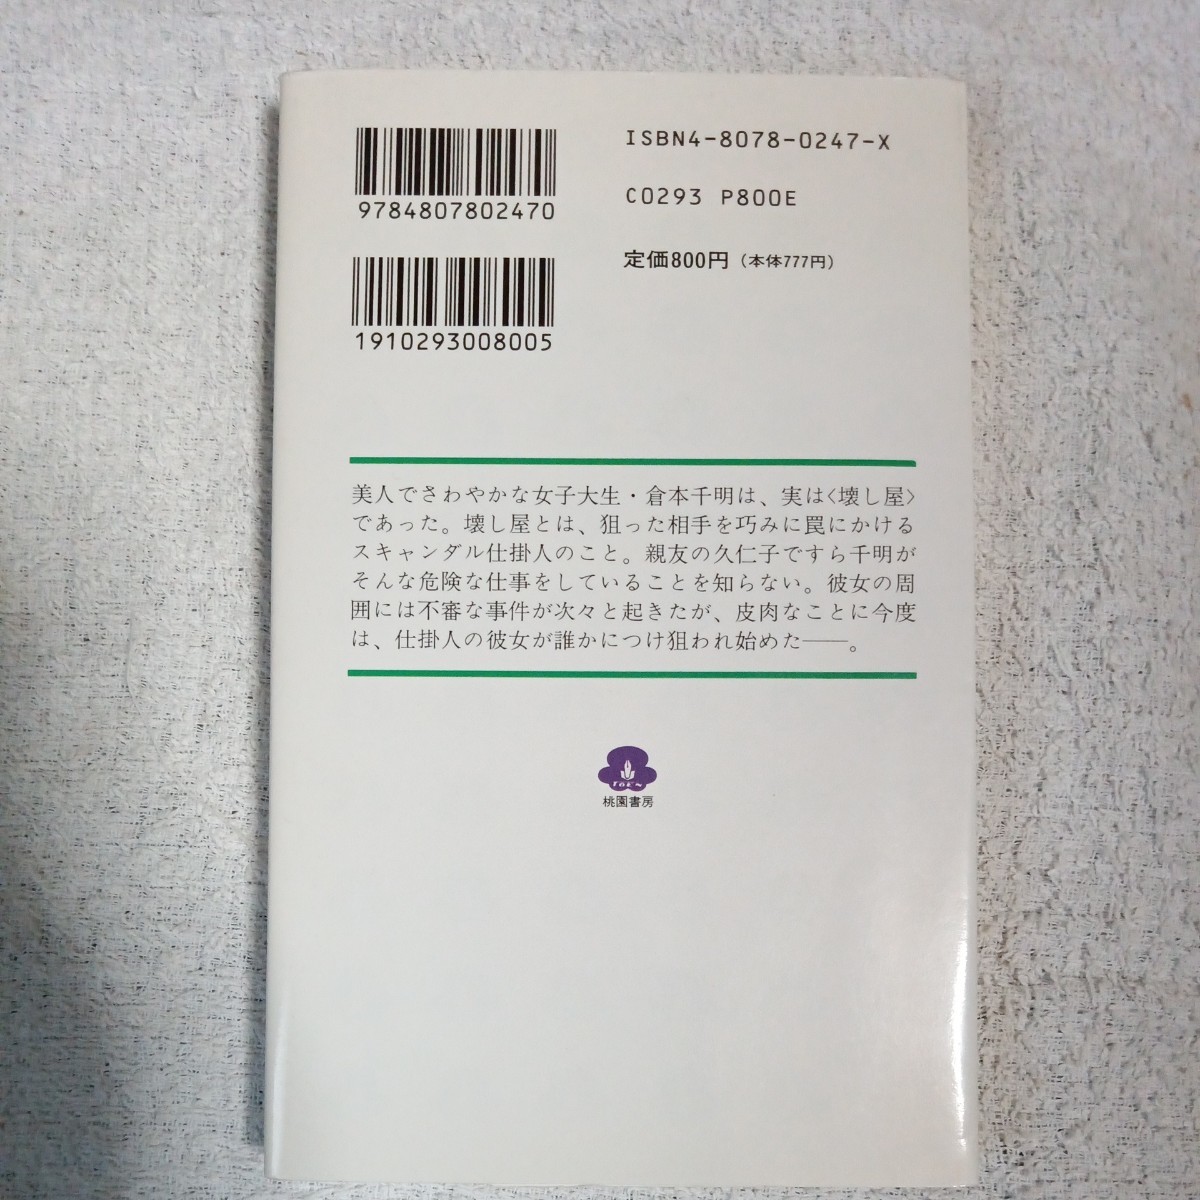 ISBN4-8078-0247-X
9784807802470
C0293 P800E
定価800円（本体777円）
1910293008005
美人でさわやかな女子大生・倉本千明は、実は〈壊し屋〉
であった。壊し屋とは、狙った相手を巧みに罠にかける
スキャンダル仕掛人のこと。親友の久仁子ですら千明が
そんな危険な仕事をしていることを知らない。彼女の周
囲には不審な事件が次々と起きたが、皮肉なことに今度
は、仕掛人の彼女が誰かにつけ狙われ始めた――。
桃園書房